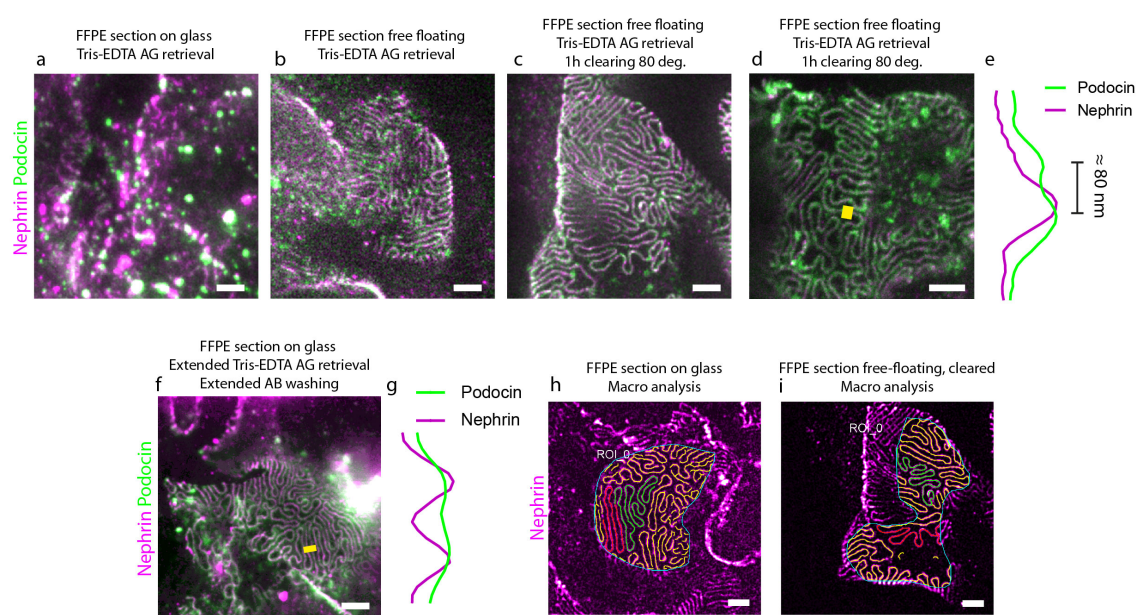 FFPE section on glass
Tris-EDTA AG retrieval
a
FFPE section free floating
Tris-EDTA AG retrieval
b
FFPE section free floating
Tris-EDTA AG retrieval
1h clearing 80 deg.
c
FFPE section free floating
Tris-EDTA AG retrieval
1h clearing 80 deg.
d
e
Podocin
Nephrin
≈ 80 nm
Nephrin Podocin
FFPE section on glass
Extended Tris-EDTA AG retrieval
Extended AB washing
f
g
Podocin
Nephrin
Nephrin Podocin
FFPE section on glass
Macro analysis
h
ROI_0
Nephrin
FFPE section free-floating, cleared
Macro analysis
i
ROI_0